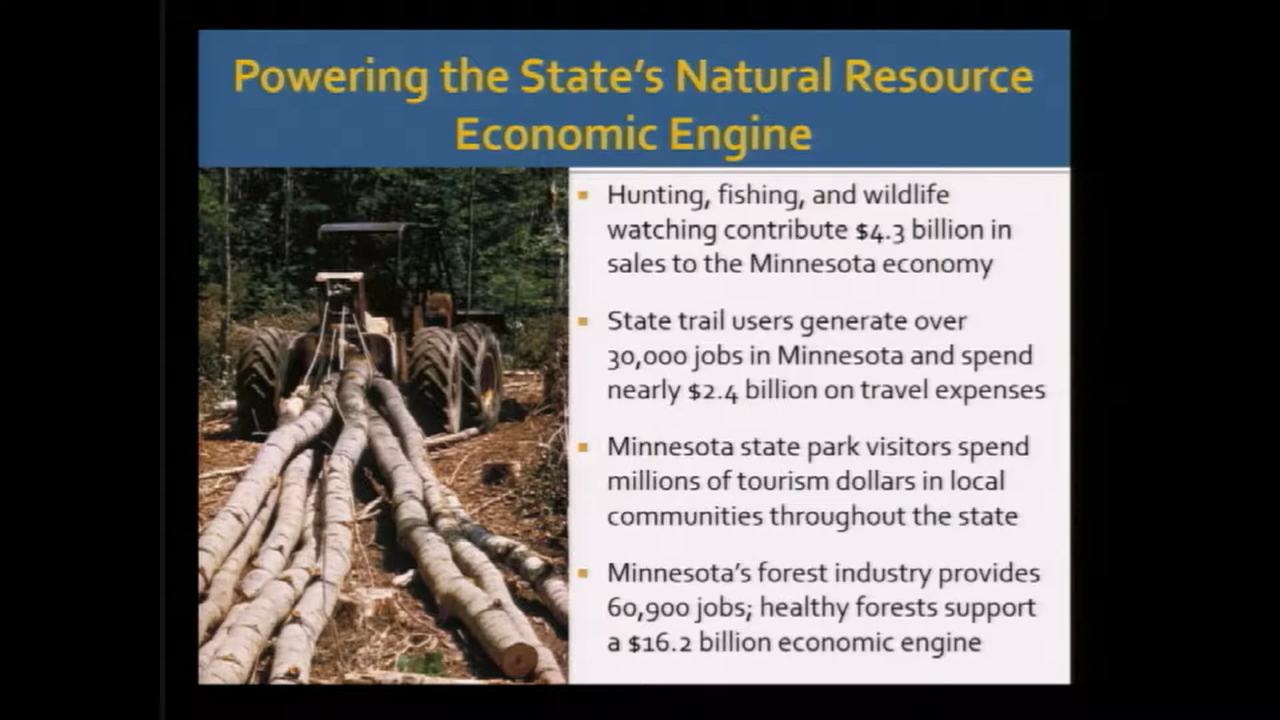 Powering the State's Natural Resource
Economic Engine
Hunting, fishing, and wildlife
watching contribute $4.3 billion in
sales to the Minnesota economy
State trail users generate over
30,000 jobs in Minnesota and spend
nearly $2.4 billion on travel expenses
Minnesota state park visitors spend
millions of tourism dollars in local
communities throughout the state
Minnesota's forest industry provides
60,900 jobs; healthy forests support
a $16.2 billion economic engine